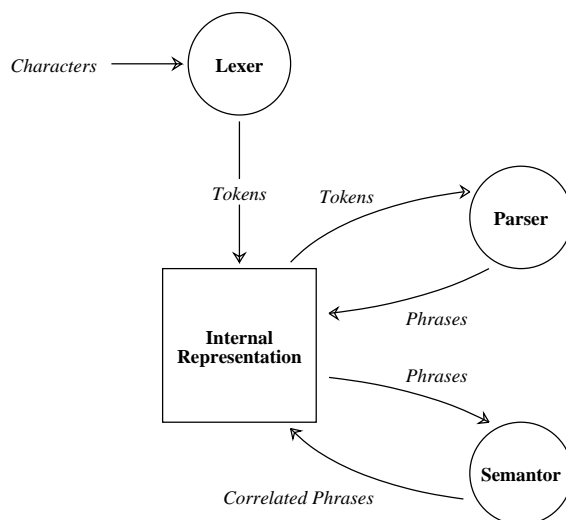 Lexer
Characters
Tokens
Tokens
Parser
Phrases
Internal
Representation
Phrases
Semantor
Correlated Phrases